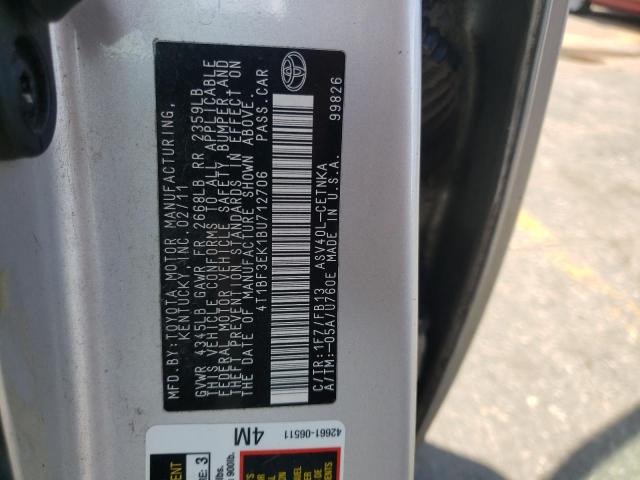 MFD.BY:TOYOTA MOTOR MANUFACTURING,
KENTUCKY, INC. 02/11
GVWR 4345LB GAWR FR 2668LB RR 2359LB
THIS VEHICLE CONFORMS TO ALL APPLICABLE
FEDERAL MOTOR VEHICLE SAFETY, BUMPER, AND
THEFT PREVENTION STANDARDS IN EFFECT ON
THE DATE OF MANUFACTURE SHOWN ABOVE.
4T1BF3EK1BU712706 PASS.CAR
C/TR:1F7/FB13 ASV40L-CETNKA
A/TM:-05A/U760E MADE IN U.S.A.
99826
TOYOTA
42661-06511
4M